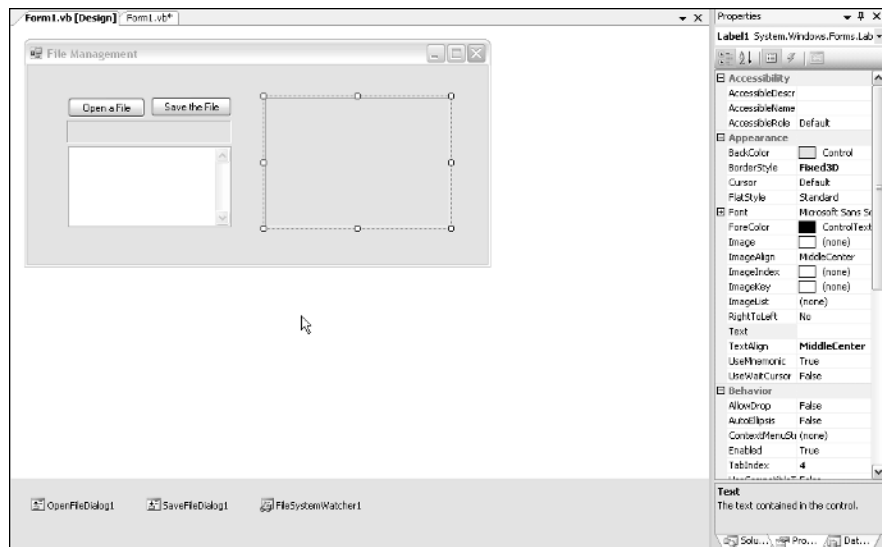 Form1.vb [Design] Form1.vb*
File Management
Open a File Save the File
OpenFileDialog1 SaveFileDialog1 FileSystemWatcher1
Properties
Label1 System.Windows.Forms.Lab
Accessibility
AccessibleDescr
AccessibleName
AccessibleRole Default
Appearance
BackColor Control
BorderStyle Fixed3D
Cursor Default
FlatStyle Standard
Font Microsoft Sans Se
ForeColor ControlText
Image (none)
ImageAlign MiddleCenter
ImageIndex (none)
ImageKey (none)
ImageList (none)
RightToLeft No
Text
TextAlign MiddleCenter
UseMnemonic True
UseWaitCursor False
Behavior
AllowDrop False
AutoEllipsis False
ContextMenuStr (none)
Enabled True
TabIndex 4
Text
The text contained in the control.
Solu... Pro... Dat...